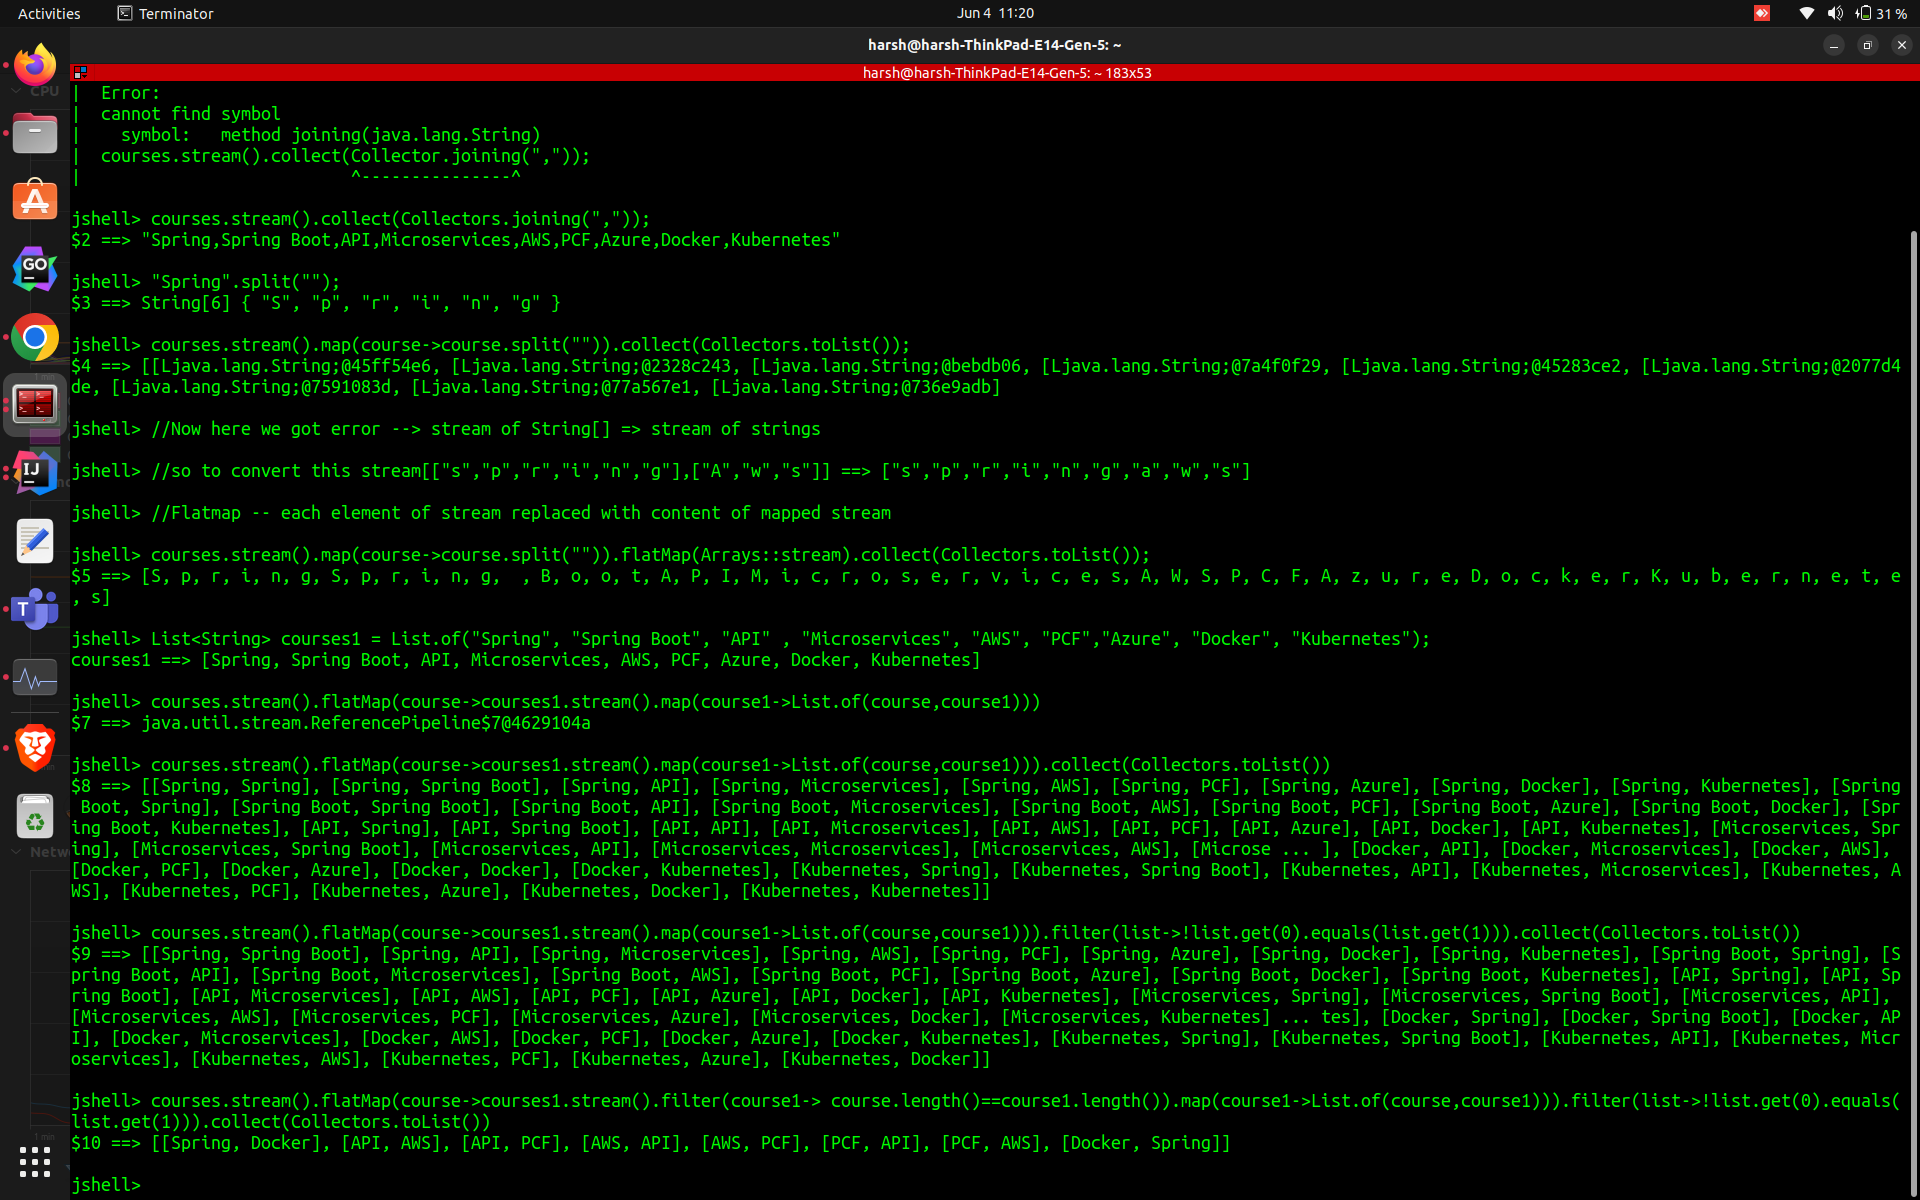 Activities
Terminator
Jun 4 11:20
31 %
harsh@harsh-ThinkPad-E14-Gen-5: ~
harsh@harsh-ThinkPad-E14-Gen-5: ~ 183x53
|  Error:
|  cannot find symbol
|    symbol:   method joining(java.lang.String)
|  courses.stream().collect(Collector.joining(","));
|                           ^---------------^
jshell> courses.stream().collect(Collectors.joining(","));
$2 ==> "Spring,Spring Boot,API,Microservices,AWS,PCF,Azure,Docker,Kubernetes"
jshell> "Spring".split("");
$3 ==> String[6] { "S", "p", "r", "i", "n", "g" }
jshell> courses.stream().map(course->course.split("")).collect(Collectors.toList());
$4 ==> [[Ljava.lang.String;@45ff54e6, [Ljava.lang.String;@2328c243, [Ljava.lang.String;@bebdb06, [Ljava.lang.String;@7a4f0f29, [Ljava.lang.String;@45283ce2, [Ljava.lang.String;@2077d4
de, [Ljava.lang.String;@7591083d, [Ljava.lang.String;@77a567e1, [Ljava.lang.String;@736e9adb]
jshell> //Now here we got error --> stream of String[] => stream of strings
jshell> //so to convert this stream[["s","p","r","i","n","g"],["A","w","s"]] ==> ["s","p","r","i","n","g","a","w","s"]
jshell> //Flatmap -- each element of stream replaced with content of mapped stream
jshell> courses.stream().map(course->course.split("")).flatMap(Arrays::stream).collect(Collectors.toList());
$5 ==> [S, p, r, i, n, g, S, p, r, i, n, g,  , B, o, o, t, A, P, I, M, i, c, r, o, s, e, r, v, i, c, e, s, A, W, S, P, C, F, A, z, u, r, e, D, o, c, k, e, r, K, u, b, e, r, n, e, t, e
, s]
jshell> List<String> courses1 = List.of("Spring", "Spring Boot", "API" , "Microservices", "AWS", "PCF","Azure", "Docker", "Kubernetes");
courses1 ==> [Spring, Spring Boot, API, Microservices, AWS, PCF, Azure, Docker, Kubernetes]
jshell> courses.stream().flatMap(course->courses1.stream().map(course1->List.of(course,course1)))
$7 ==> java.util.stream.ReferencePipeline$7@4629104a
jshell> courses.stream().flatMap(course->courses1.stream().map(course1->List.of(course,course1))).collect(Collectors.toList())
$8 ==> [[Spring, Spring], [Spring, Spring Boot], [Spring, API], [Spring, Microservices], [Spring, AWS], [Spring, PCF], [Spring, Azure], [Spring, Docker], [Spring, Kubernetes], [Spring
 Boot, Spring], [Spring Boot, Spring Boot], [Spring Boot, API], [Spring Boot, Microservices], [Spring Boot, AWS], [Spring Boot, PCF], [Spring Boot, Azure], [Spring Boot, Docker], [Spr
ing Boot, Kubernetes], [API, Spring], [API, Spring Boot], [API, API], [API, Microservices], [API, AWS], [API, PCF], [API, Azure], [API, Docker], [API, Kubernetes], [Microservices, Spr
ing], [Microservices, Spring Boot], [Microservices, API], [Microservices, Microservices], [Microservices, AWS], [Microse ... ], [Docker, API], [Docker, Microservices], [Docker, AWS],
[Docker, PCF], [Docker, Azure], [Docker, Docker], [Docker, Kubernetes], [Kubernetes, Spring], [Kubernetes, Spring Boot], [Kubernetes, API], [Kubernetes, Microservices], [Kubernetes, A
WS], [Kubernetes, PCF], [Kubernetes, Azure], [Kubernetes, Docker], [Kubernetes, Kubernetes]]
jshell> courses.stream().flatMap(course->courses1.stream().map(course1->List.of(course,course1))).filter(list->!list.get(0).equals(list.get(1))).collect(Collectors.toList())
$9 ==> [[Spring, Spring Boot], [Spring, API], [Spring, Microservices], [Spring, AWS], [Spring, PCF], [Spring, Azure], [Spring, Docker], [Spring, Kubernetes], [Spring Boot, Spring], [S
pring Boot, API], [Spring Boot, Microservices], [Spring Boot, AWS], [Spring Boot, PCF], [Spring Boot, Azure], [Spring Boot, Docker], [Spring Boot, Kubernetes], [API, Spring], [API, Sp
ring Boot], [API, Microservices], [API, AWS], [API, PCF], [API, Azure], [API, Docker], [API, Kubernetes], [Microservices, Spring], [Microservices, Spring Boot], [Microservices, API],
[Microservices, AWS], [Microservices, PCF], [Microservices, Azure], [Microservices, Docker], [Microservices, Kubernetes] ... tes], [Docker, Spring], [Docker, Spring Boot], [Docker, AP
I], [Docker, Microservices], [Docker, AWS], [Docker, PCF], [Docker, Azure], [Docker, Kubernetes], [Kubernetes, Spring], [Kubernetes, Spring Boot], [Kubernetes, API], [Kubernetes, Micr
oservices], [Kubernetes, AWS], [Kubernetes, PCF], [Kubernetes, Azure], [Kubernetes, Docker]]
jshell> courses.stream().flatMap(course->courses1.stream().filter(course1-> course.length()==course1.length()).map(course1->List.of(course,course1))).filter(list->!list.get(0).equals(
list.get(1))).collect(Collectors.toList())
$10 ==> [[Spring, Docker], [API, AWS], [API, PCF], [AWS, API], [AWS, PCF], [PCF, API], [PCF, AWS], [Docker, Spring]]
jshell>
CPU
GO
IJ
T
Netw
1 min